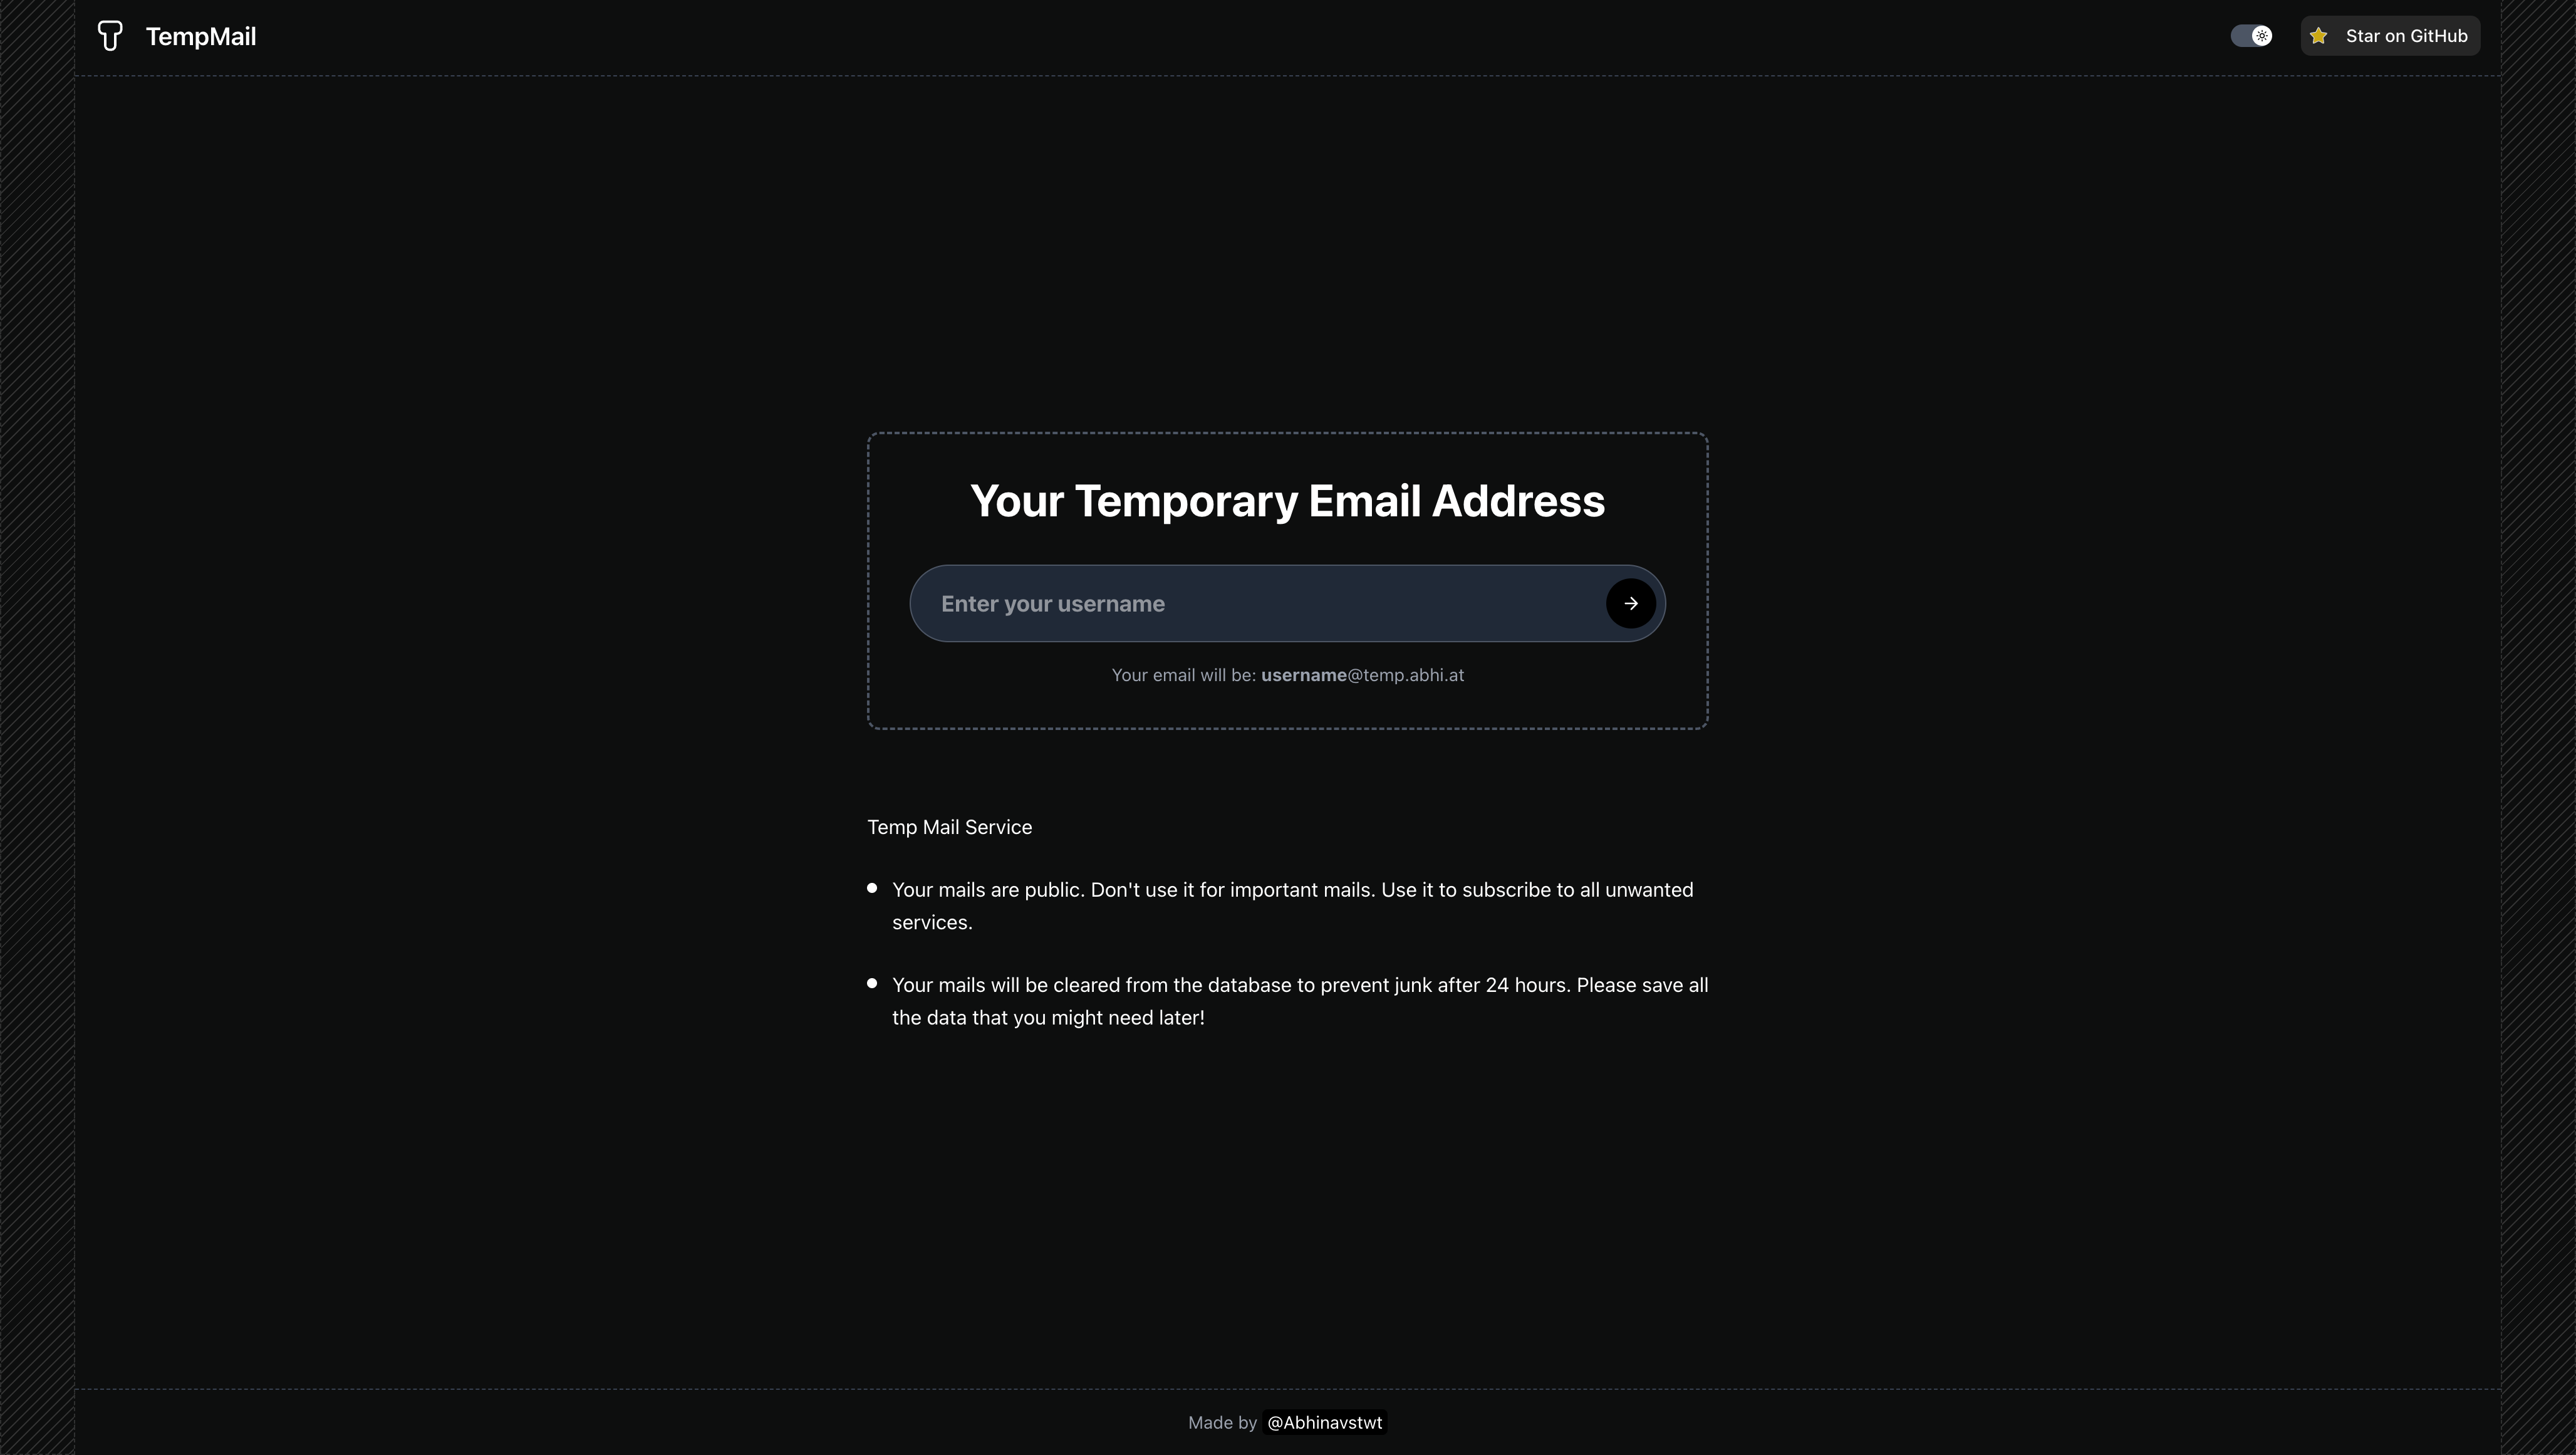 TempMail
Star on GitHub
Your Temporary Email Address
Enter your username
Your email will be: username@temp.abhi.at
Temp Mail Service
Your mails are public. Don't use it for important mails. Use it to subscribe to all unwanted
services.
Your mails will be cleared from the database to prevent junk after 24 hours. Please save all
the data that you might need later!
Made by @Abhinavstwt